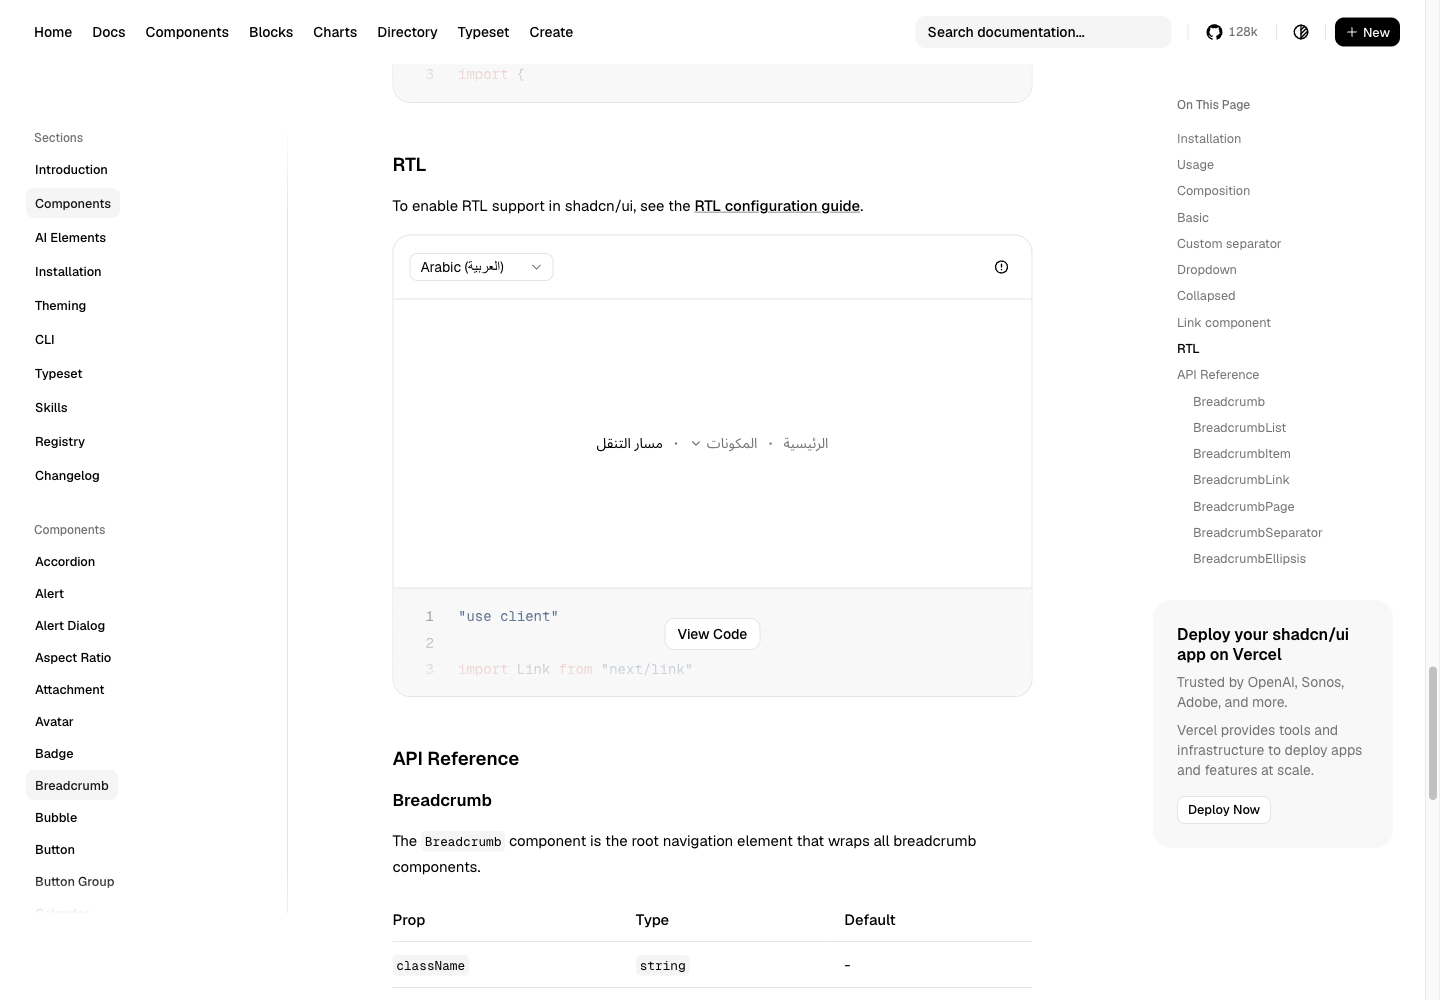 Home Docs Components Blocks Charts Directory Typeset Create
Search documentation...
128k
New
Sections
Introduction
Components
AI Elements
Installation
Theming
CLI
Typeset
Skills
Registry
Changelog
Components
Accordion
Alert
Alert Dialog
Aspect Ratio
Attachment
Avatar
Badge
Breadcrumb
Bubble
Button
Button Group
Calendar
3 import {
RTL
To enable RTL support in shadcn/ui, see the RTL configuration guide.
Arabic (العربية)
الرئيسية • المكونات • مسار التنقل
1 "use client"
2
3 import Link from "next/link"
View Code
API Reference
Breadcrumb
The Breadcrumb component is the root navigation element that wraps all breadcrumb
components.
Prop Type Default
className string -
On This Page
Installation
Usage
Composition
Basic
Custom separator
Dropdown
Collapsed
Link component
RTL
API Reference
Breadcrumb
BreadcrumbList
BreadcrumbItem
BreadcrumbLink
BreadcrumbPage
BreadcrumbSeparator
BreadcrumbEllipsis
Deploy your shadcn/ui
app on Vercel
Trusted by OpenAI, Sonos,
Adobe, and more.
Vercel provides tools and
infrastructure to deploy apps
and features at scale.
Deploy Now